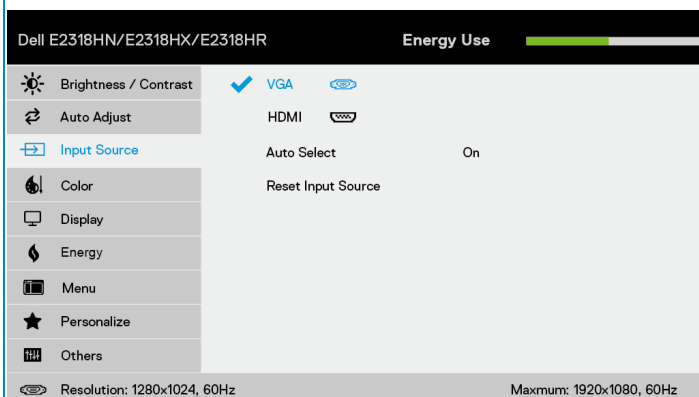 Dell E2318HN/E2318HX/E2318HR Energy Use
Brightness / Contrast VGA
Auto Adjust HDMI
Input Source Auto Select On
Color Reset Input Source
Display
Energy
Menu
Personalize
Others
Resolution: 1280x1024, 60Hz Maxmum: 1920x1080, 60Hz